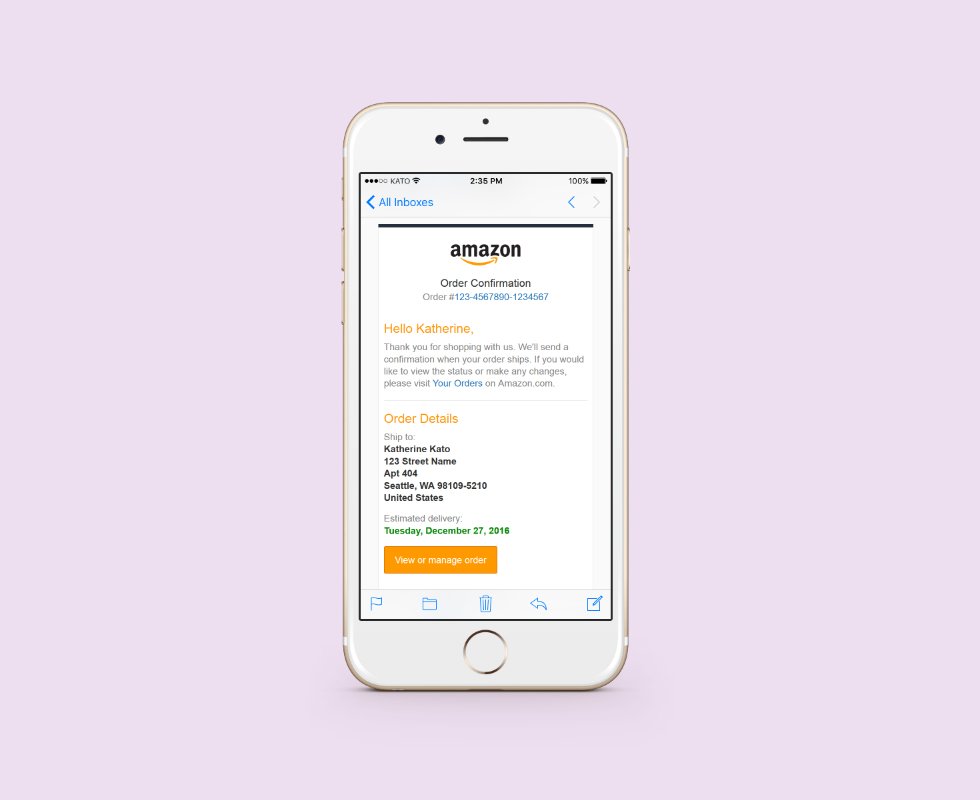 KATO 2:35 PM 100%
All Inboxes
amazon
Order Confirmation
Order #123-4567890-1234567
Hello Katherine,
Thank you for shopping with us. We'll send a
confirmation when your order ships. If you would
like to view the status or make any changes,
please visit Your Orders on Amazon.com.
Order Details
Ship to:
Katherine Kato
123 Street Name
Apt 404
Seattle, WA 98109-5210
United States
Estimated delivery:
Tuesday, December 27, 2016
View or manage order